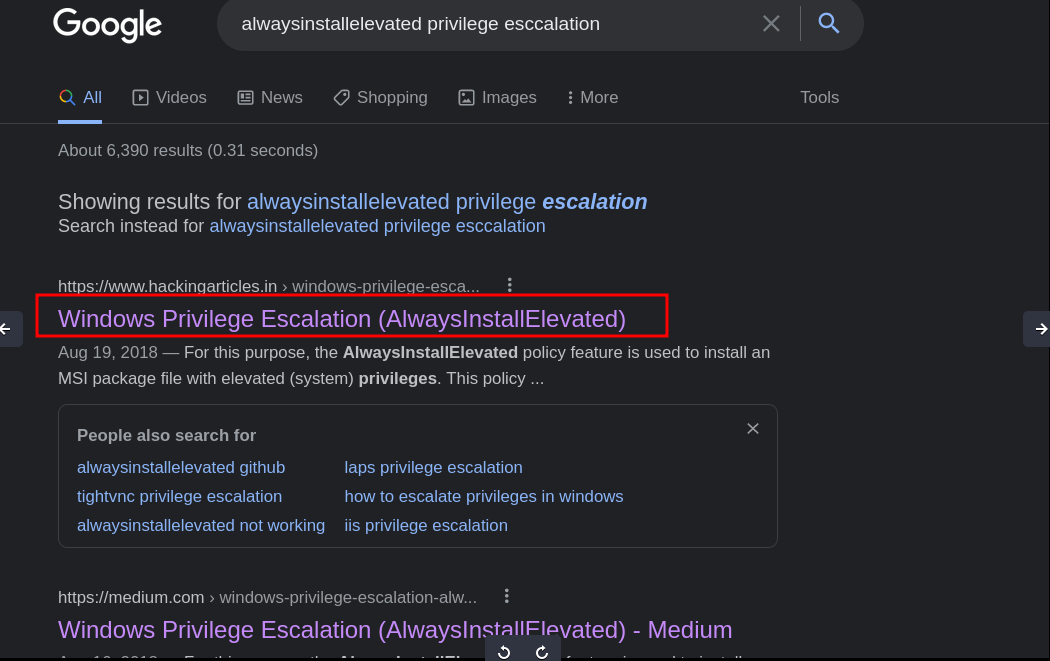 Google
alwaysinstallelevated privilege esccalation
All Videos News Shopping Images More Tools
About 6,390 results (0.31 seconds)
Showing results for alwaysinstallelevated privilege escalation
Search instead for alwaysinstallelevated privilege esccalation
https://www.hackingarticles.in › windows-privilege-esca...
Windows Privilege Escalation (AlwaysInstallElevated)
Aug 19, 2018 — For this purpose, the AlwaysInstallElevated policy feature is used to install an
MSI package file with elevated (system) privileges. This policy ...
People also search for
alwaysinstallelevated github laps privilege escalation
tightvnc privilege escalation how to escalate privileges in windows
alwaysinstallelevated not working iis privilege escalation
https://medium.com › windows-privilege-escalation-alw...
Windows Privilege Escalation (AlwaysInstallElevated) - Medium